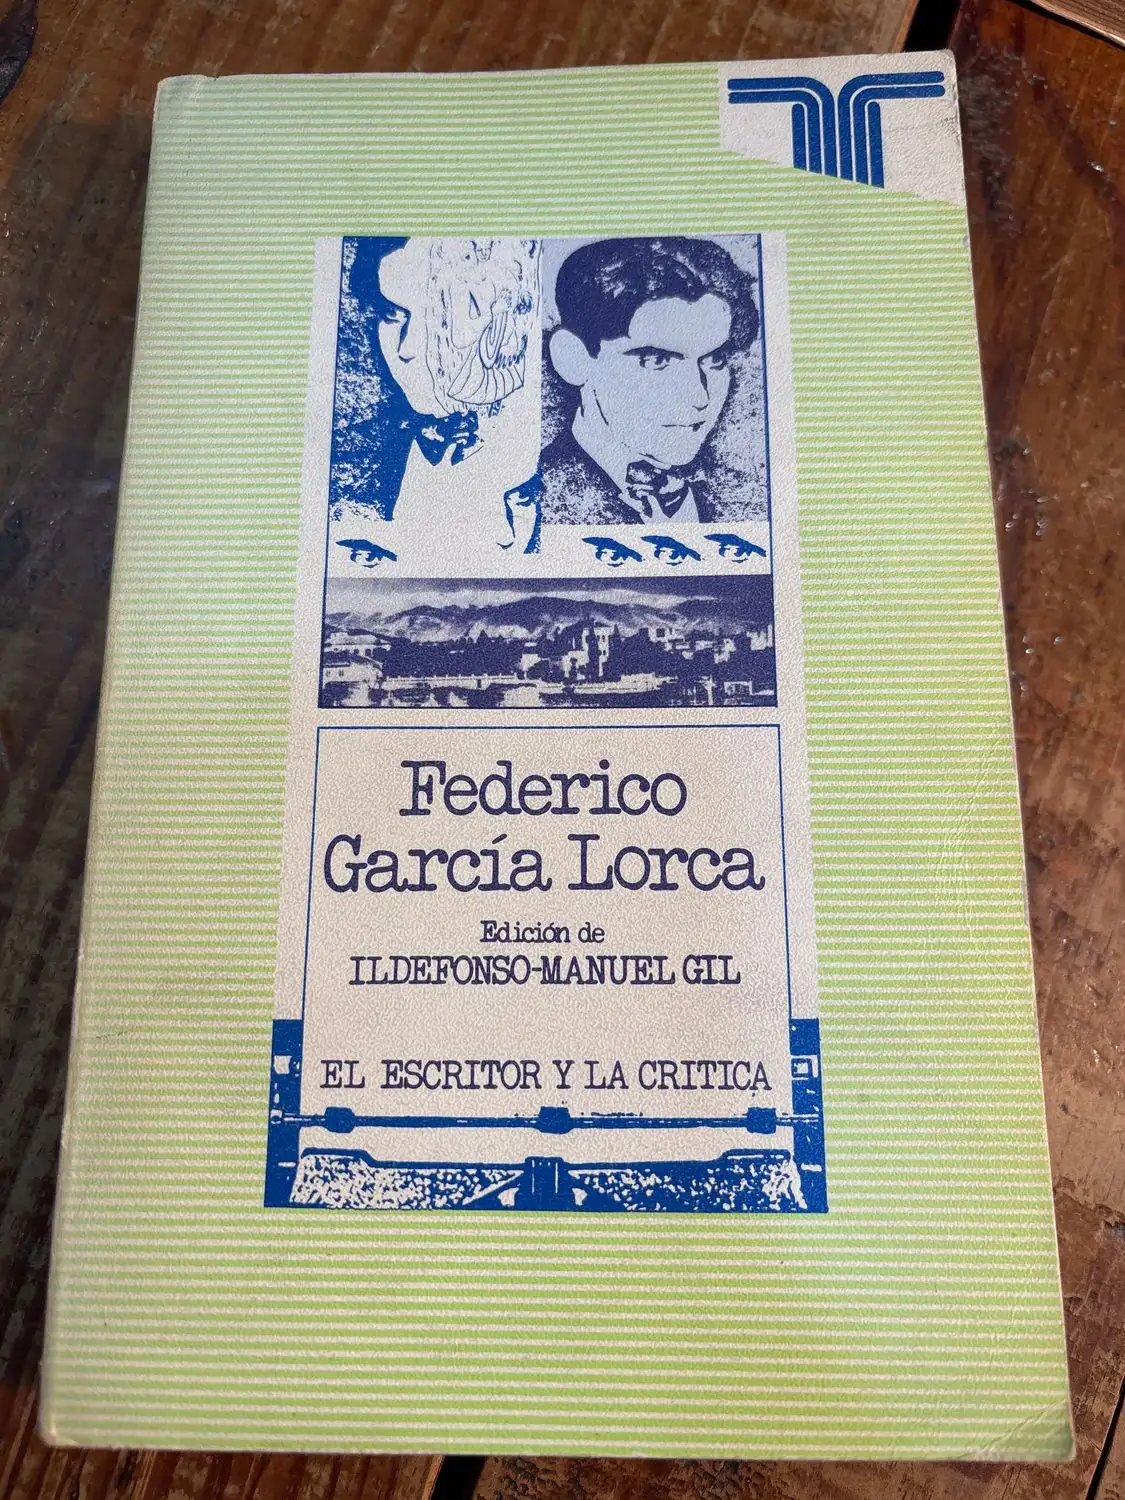 Federico
García Lorca
Edición de
ILDEFONSO-MANUEL GIL
EL ESCRITOR Y LA CRITICA